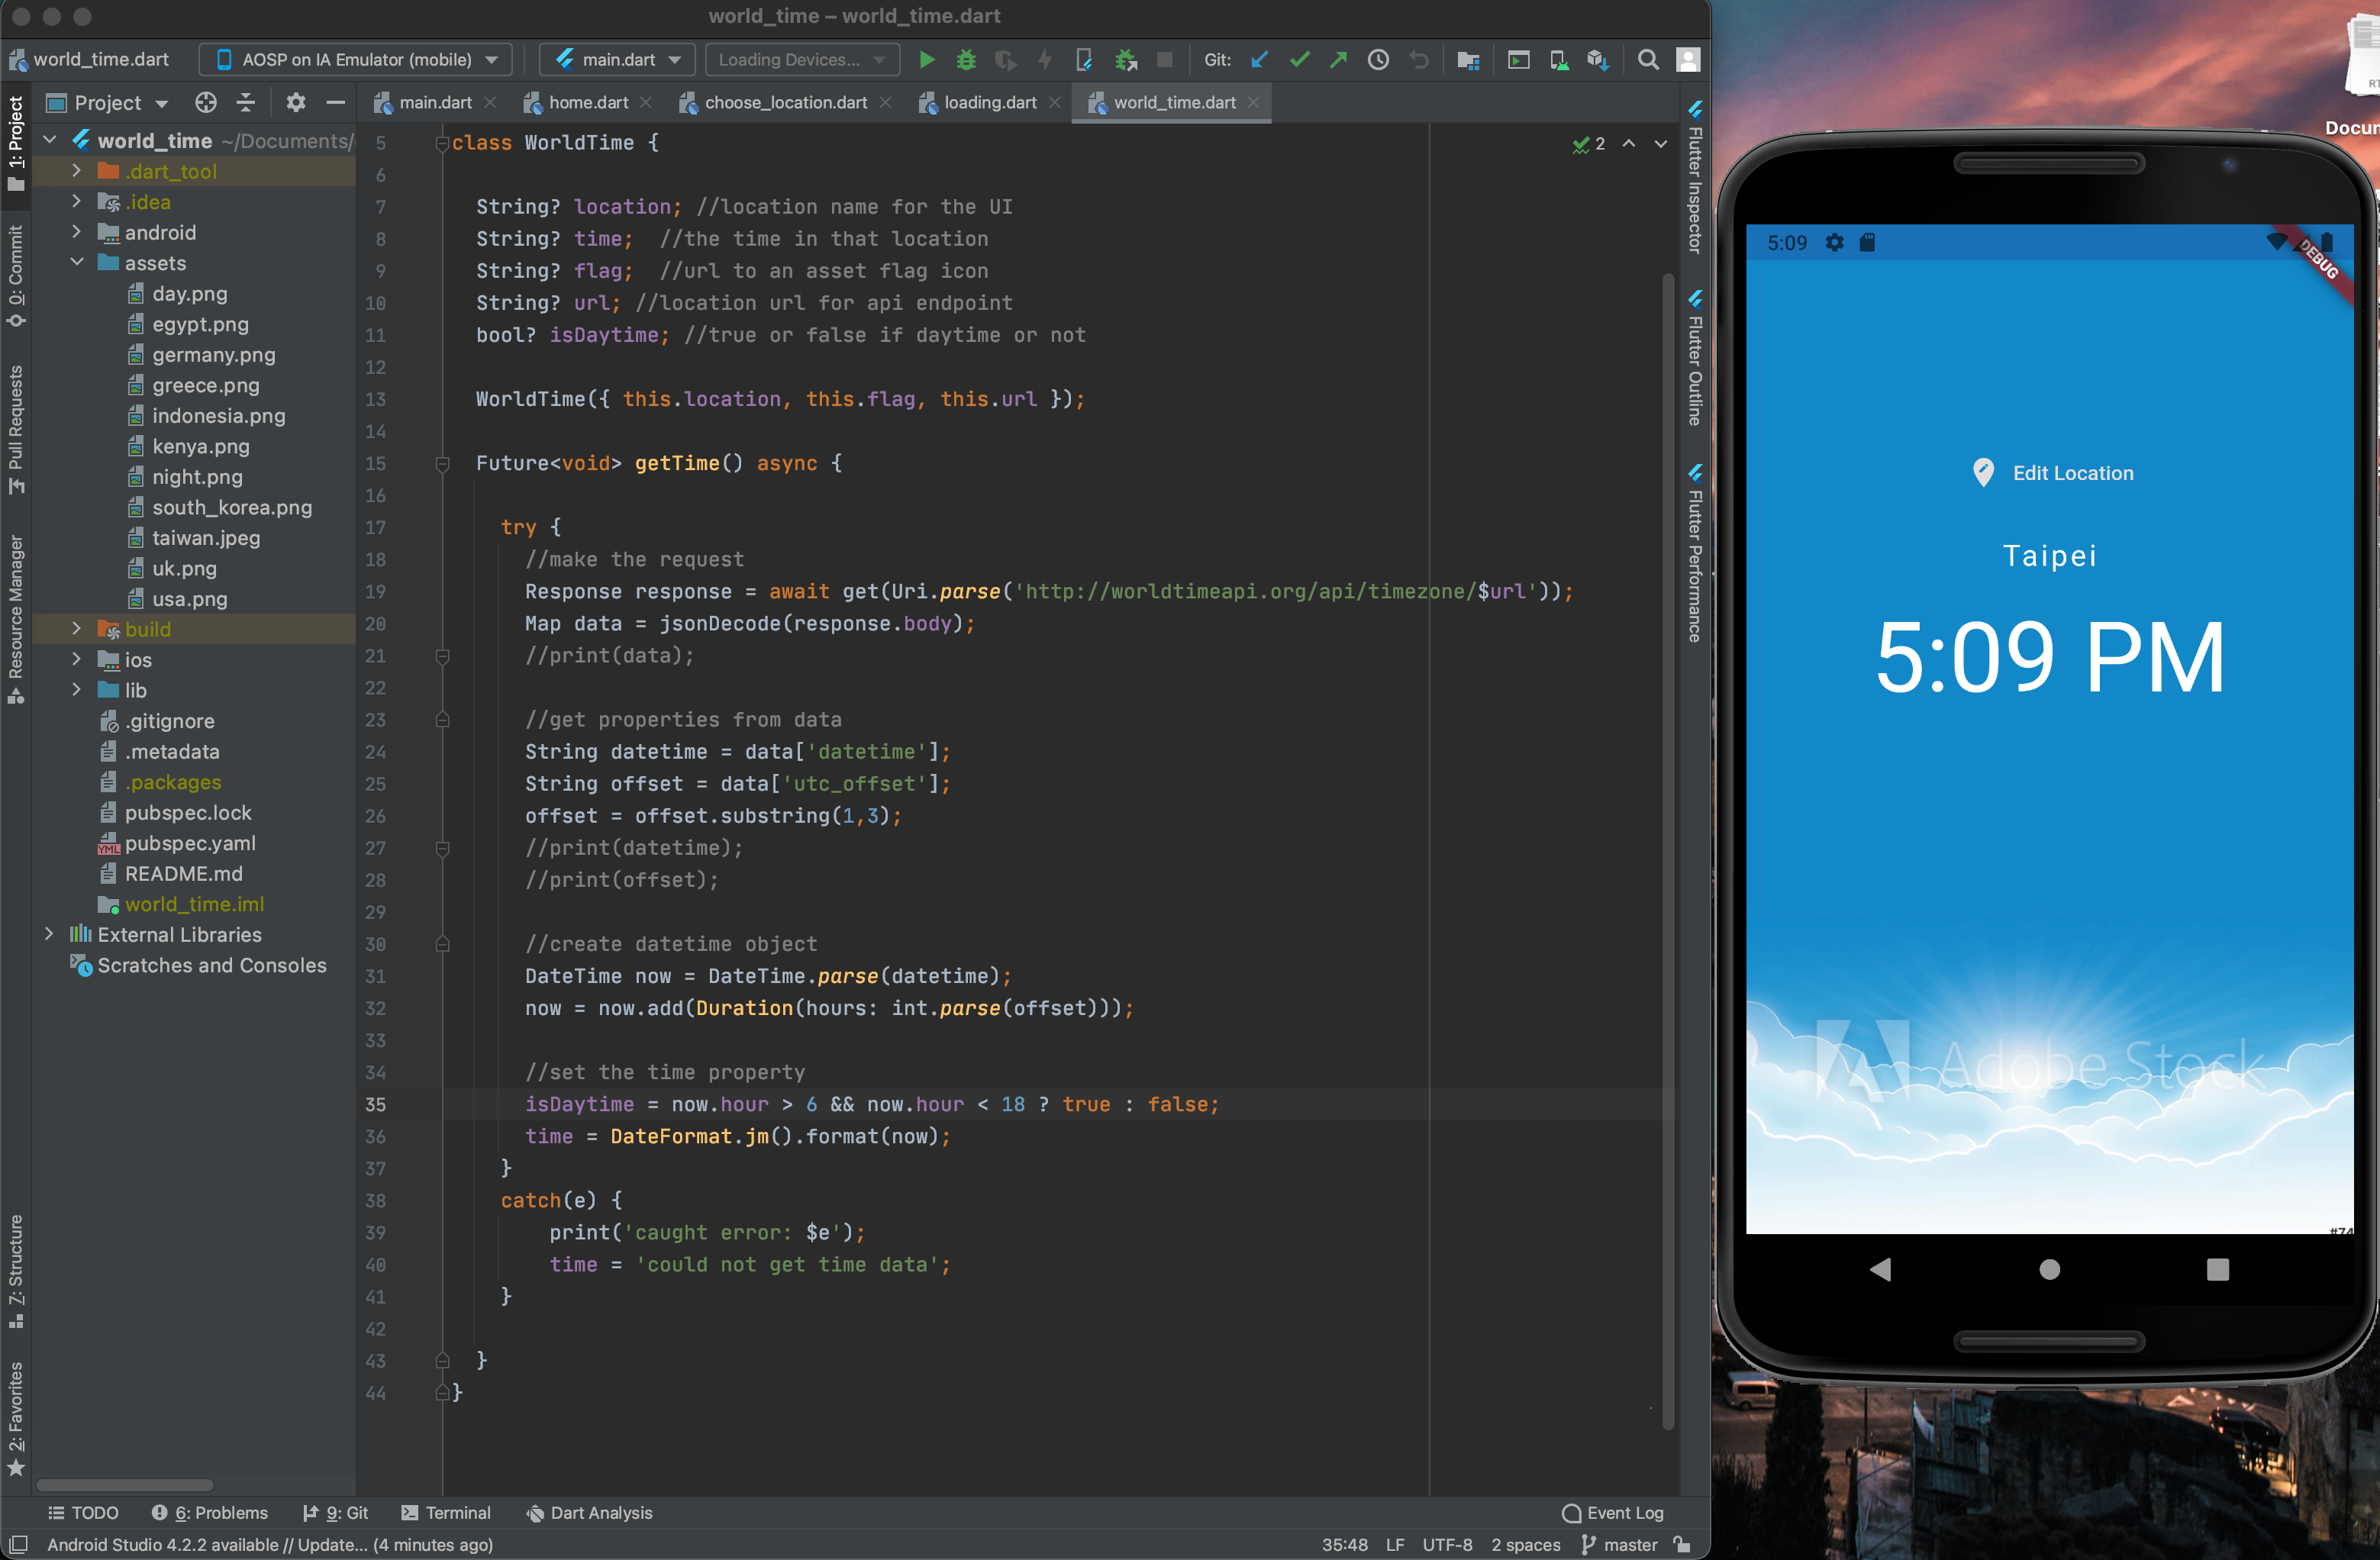 world_time – world_time.dart
world_time.dart
AOSP on IA Emulator (mobile)
main.dart
Loading Devices...
Git:
Project
main.dart
home.dart
choose_location.dart
loading.dart
world_time.dart
world_time ~/Documents/
.dart_tool
.idea
android
assets
day.png
egypt.png
germany.png
greece.png
indonesia.png
kenya.png
night.png
south_korea.png
taiwan.jpeg
uk.png
usa.png
build
ios
lib
.gitignore
.metadata
.packages
pubspec.lock
YML pubspec.yaml
README.md
world_time.iml
External Libraries
Scratches and Consoles
1: Project
0: Commit
Pull Requests
Resource Manager
7: Structure
2: Favorites
5 class WorldTime {
6
7 String? location; //location name for the UI
8 String? time; //the time in that location
9 String? flag; //url to an asset flag icon
10 String? url; //location url for api endpoint
11 bool? isDaytime; //true or false if daytime or not
12
13 WorldTime({ this.location, this.flag, this.url });
14
15 Future<void> getTime() async {
16
17 try {
18 //make the request
19 Response response = await get(Uri.parse('http://worldtimeapi.org/api/timezone/$url'));
20 Map data = jsonDecode(response.body);
21 //print(data);
22
23 //get properties from data
24 String datetime = data['datetime'];
25 String offset = data['utc_offset'];
26 offset = offset.substring(1,3);
27 //print(datetime);
28 //print(offset);
29
30 //create datetime object
31 DateTime now = DateTime.parse(datetime);
32 now = now.add(Duration(hours: int.parse(offset)));
33
34 //set the time property
35 isDaytime = now.hour > 6 && now.hour < 18 ? true : false;
36 time = DateFormat.jm().format(now);
37 }
38 catch(e) {
39 print('caught error: $e');
40 time = 'could not get time data';
41 }
42
43 }
44 }
2
Flutter Inspector
Flutter Outline
Flutter Performance
TODO
6: Problems
9: Git
Terminal
Dart Analysis
Event Log
Android Studio 4.2.2 available // Update... (4 minutes ago)
35:48 LF UTF-8 2 spaces master
5:09
DEBUG
Edit Location
Taipei
5:09 PM
Adobe Stock
#74
RT
Docum